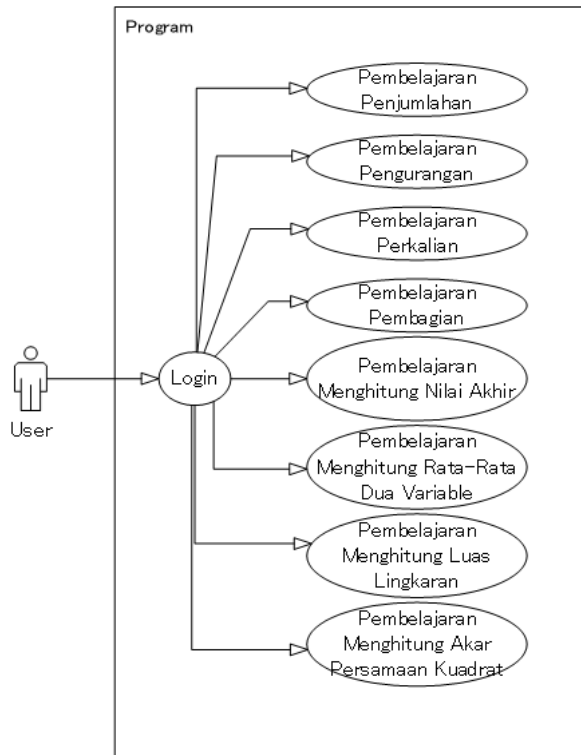 Program
Pembelajaran
Penjumlahan
Pembelajaran
Pengurangan
Pembelajaran
Perkalian
Pembelajaran
Pembagian
Login
User
Pembelajaran
Menghitung Nilai Akhir
Pembelajaran
Menghitung Rata-Rata
Dua Variable
Pembelajaran
Menghitung Luas
Lingkaran
Pembelajaran
Menghitung Akar
Persamaan Kuadrat